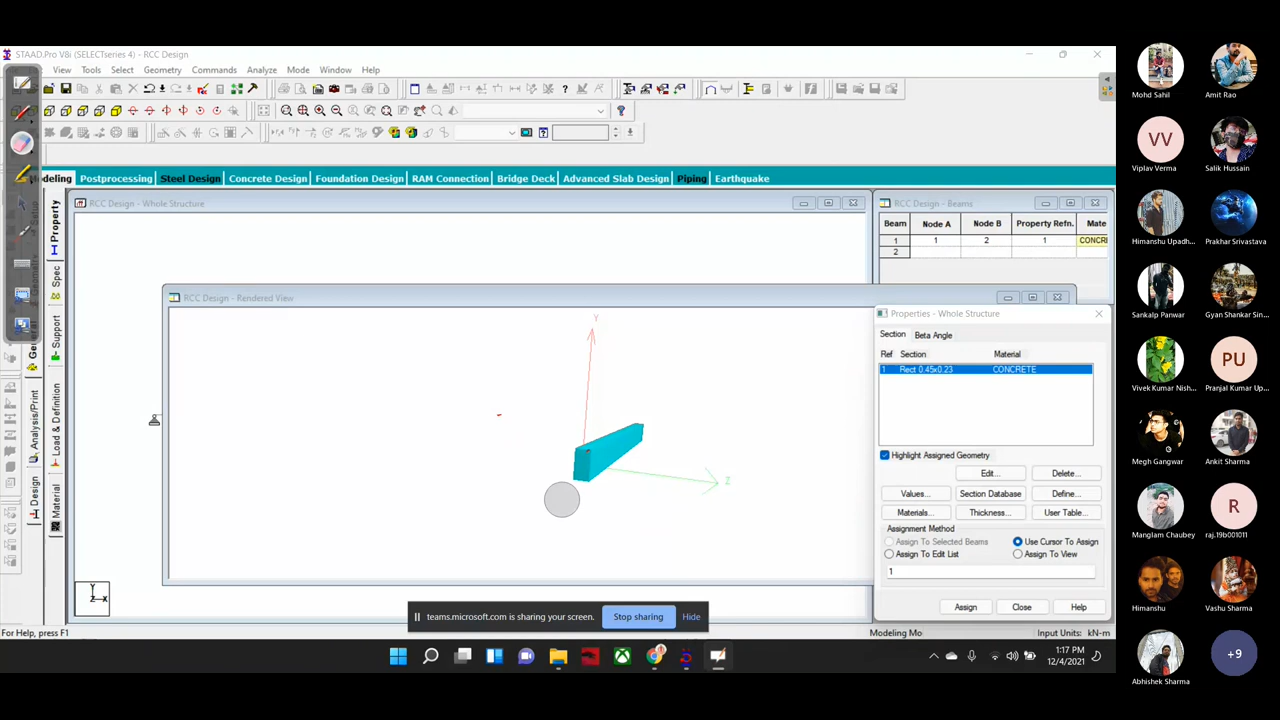 STAAD.Pro V8i (SELECTseries 4) - RCC Design
View Tools Select Geometry Commands Analyze Mode Window Help
Modeling Postprocessing Steel Design Concrete Design Foundation Design RAM Connection Bridge Deck Advanced Slab Design Piping Earthquake
Setup
Geometry
General
Analysis/Print
Design
Property
Spec
Support
Load & Definition
Material
RCC Design - Whole Structure
RCC Design - Beams
Beam Node A Node B Property Refn. Mate
1 1 2 1 CONCRE
2
RCC Design - Rendered View
Y
Z
Y
Z X
Properties - Whole Structure
Section Beta Angle
Ref Section Material
1 Rect 0.45x0.23 CONCRETE
Highlight Assigned Geometry
Edit... Delete...
Values... Section Database Define...
Materials... Thickness... User Table...
Assignment Method
Assign To Selected Beams Use Cursor To Assign
Assign To Edit List Assign To View
1
Assign Close Help
teams.microsoft.com is sharing your screen. Stop sharing Hide
For Help, press F1 Modeling Mo Input Units: kN-m
1:17 PM
12/4/2021
Mohd Sahil Amit Rao
VV
Viplav Verma Salik Hussain
Himanshu Upadh... Prakhar Srivastava
Sankalp Panwar Gyan Shankar Sin...
PU
Vivek Kumar Nish... Pranjal Kumar Up...
Megh Gangwar Ankit Sharma
R
Manglam Chaubey raj.19b001011
Himanshu Vashu Sharma
+9
Abhishek Sharma